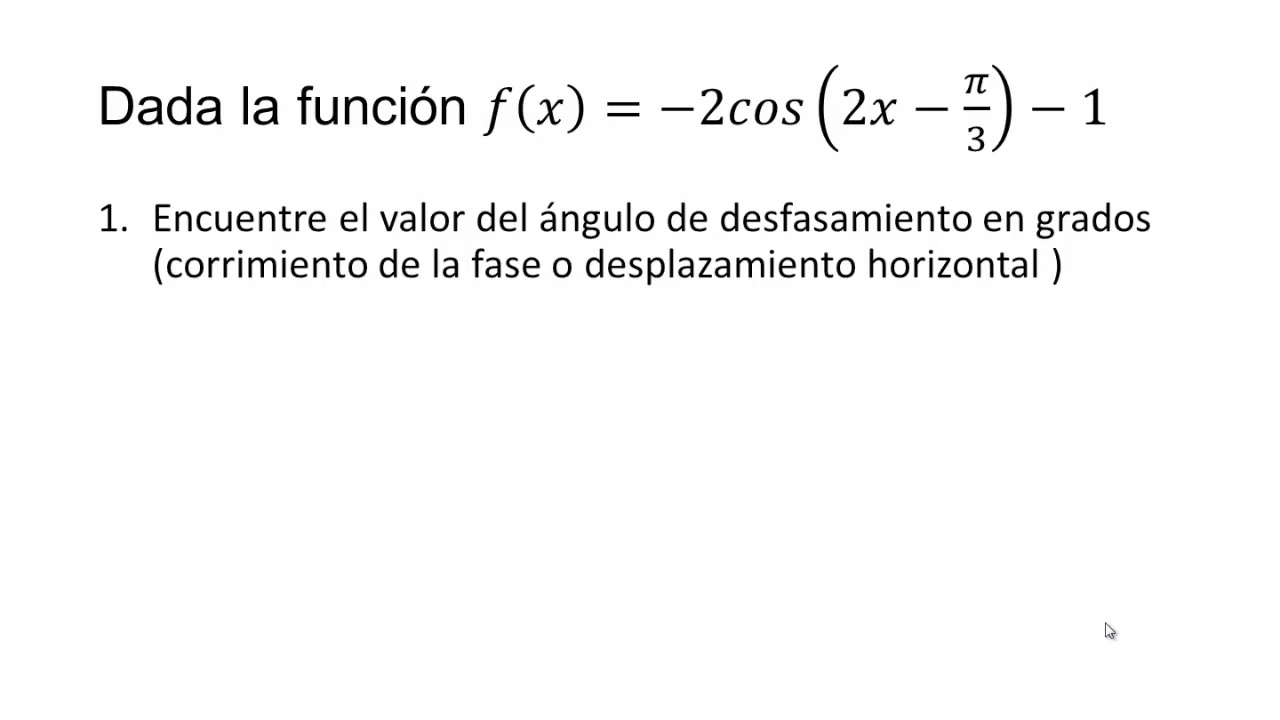 Dada la función f(x) = −2cos(2x − π/3) − 1
1. Encuentre el valor del ángulo de desfasamiento en grados
(corrimiento de la fase o desplazamiento horizontal )